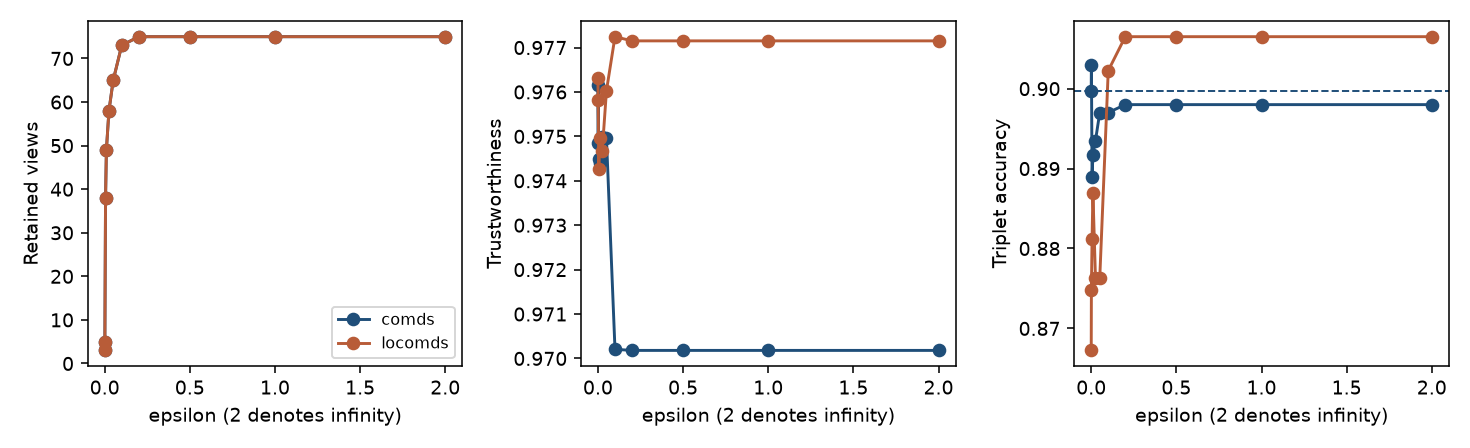 Retained views
70
60
50
40
30
20
10
0
0.0 0.5 1.0 1.5 2.0
epsilon (2 denotes infinity)
comds
locomds
Trustworthiness
0.977
0.976
0.975
0.974
0.973
0.972
0.971
0.970
0.0 0.5 1.0 1.5 2.0
epsilon (2 denotes infinity)
Triplet accuracy
0.90
0.89
0.88
0.87
0.0 0.5 1.0 1.5 2.0
epsilon (2 denotes infinity)